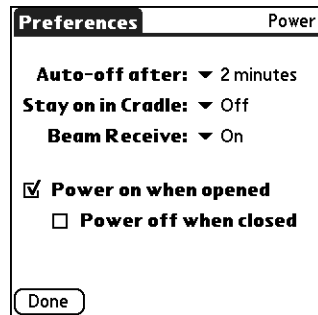 Preferences Power
Auto-off after: 2 minutes
Stay on in Cradle: Off
Beam Receive: On
Power on when opened
Power off when closed
Done